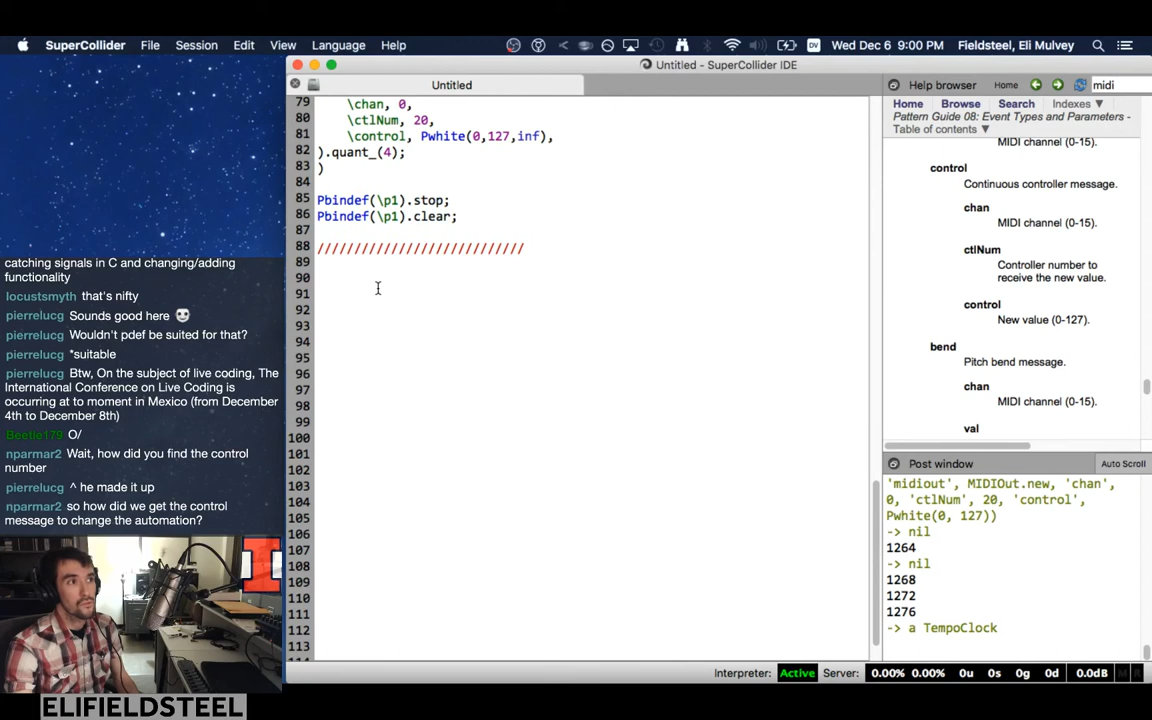 SuperCollider File Session Edit View Language Help DV Wed Dec 6 9:00 PM Fieldsteel, Eli Mulvey
Untitled - SuperCollider IDE
Untitled
79 \chan, 0,
80 \ctlNum, 20,
81 \control, Pwhite(0,127,inf),
82 ).quant_(4);
83 )
84
85 Pbindef(\p1).stop;
86 Pbindef(\p1).clear;
87
88 ////////////////////////////
89
90
91
92
93
94
95
96
97
98
99
100
101
102
103
104
105
106
107
108
109
110
111
112
113
Help browser Home midi
Home Browse Search Indexes ▼
Pattern Guide 08: Event Types and Parameters -
Table of contents ▼
MIDI channel (0-15).
control
Continuous controller message.
chan
MIDI channel (0-15).
ctlNum
Controller number to
receive the new value.
control
New value (0-127).
bend
Pitch bend message.
chan
MIDI channel (0-15).
val
Post window Auto Scroll
'midiout', MIDIOut.new, 'chan',
0, 'ctlNum', 20, 'control',
Pwhite(0, 127))
-> nil
1264
-> nil
1268
1272
1276
-> a TempoClock
Interpreter: Active Server: 0.00% 0.00% 0u 0s 0g 0d 0.0dB M R
catching signals in C and changing/adding
functionality
locustsmyth that's nifty
pierrelucg Sounds good here
pierrelucg Wouldn't pdef be suited for that?
pierrelucg *suitable
pierrelucg Btw, On the subject of live coding, The
International Conference on Live Coding is
occurring at to moment in Mexico (from December
4th to December 8th)
Beetle179 O/
nparmar2 Wait, how did you find the control
number
pierrelucg ^ he made it up
nparmar2 so how did we get the control
message to change the automation?
ELIFIELDSTEEL